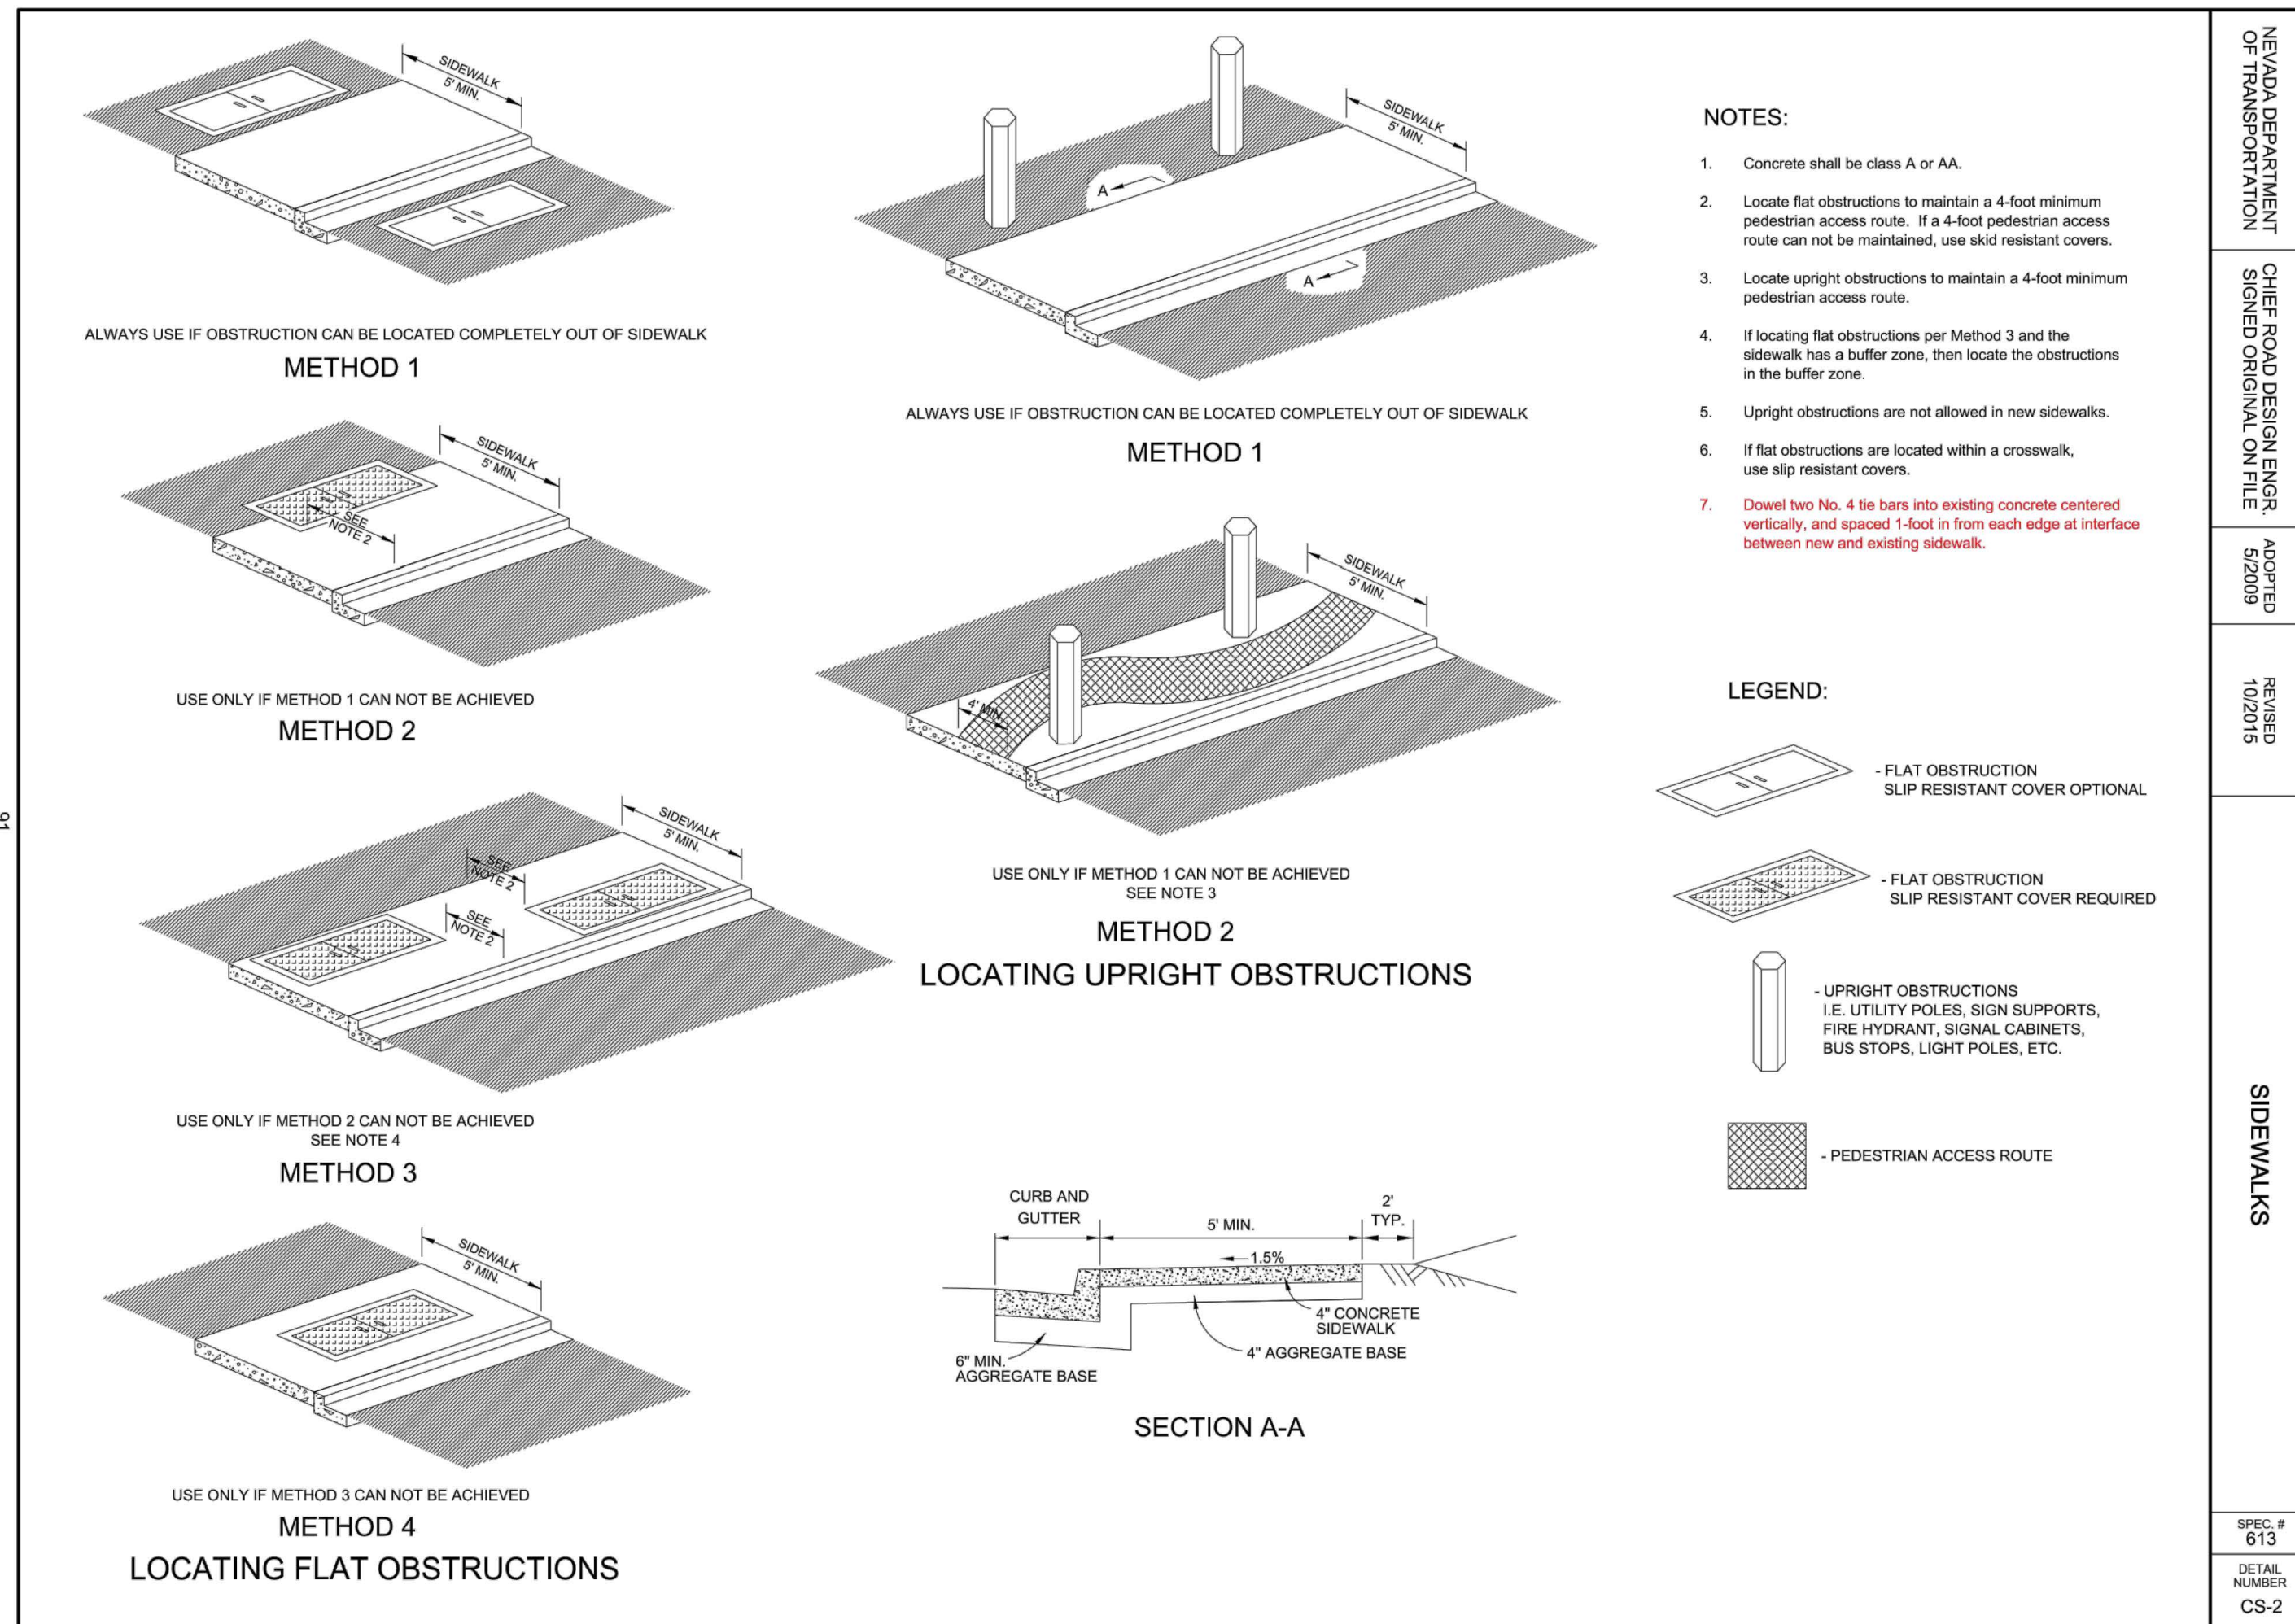 SIDEWALK
5' MIN.
ALWAYS USE IF OBSTRUCTION CAN BE LOCATED COMPLETELY OUT OF SIDEWALK
METHOD 1
SIDEWALK
5' MIN.
SEE
NOTE 2
USE ONLY IF METHOD 1 CAN NOT BE ACHIEVED
METHOD 2
SIDEWALK
5' MIN.
SEE
NOTE 2
SEE
NOTE 2
USE ONLY IF METHOD 2 CAN NOT BE ACHIEVED
SEE NOTE 4
METHOD 3
SIDEWALK
5' MIN.
USE ONLY IF METHOD 3 CAN NOT BE ACHIEVED
METHOD 4
LOCATING FLAT OBSTRUCTIONS
SIDEWALK
5' MIN.
A
A
ALWAYS USE IF OBSTRUCTION CAN BE LOCATED COMPLETELY OUT OF SIDEWALK
METHOD 1
SIDEWALK
5' MIN.
4' MIN.
USE ONLY IF METHOD 1 CAN NOT BE ACHIEVED
SEE NOTE 3
METHOD 2
LOCATING UPRIGHT OBSTRUCTIONS
CURB AND
GUTTER
5' MIN.
2'
TYP.
1.5%
4" CONCRETE
SIDEWALK
4" AGGREGATE BASE
6" MIN.
AGGREGATE BASE
SECTION A-A
NOTES:
1. Concrete shall be class A or AA.
2. Locate flat obstructions to maintain a 4-foot minimum
pedestrian access route. If a 4-foot pedestrian access
route can not be maintained, use skid resistant covers.
3. Locate upright obstructions to maintain a 4-foot minimum
pedestrian access route.
4. If locating flat obstructions per Method 3 and the
sidewalk has a buffer zone, then locate the obstructions
in the buffer zone.
5. Upright obstructions are not allowed in new sidewalks.
6. If flat obstructions are located within a crosswalk,
use slip resistant covers.
7. Dowel two No. 4 tie bars into existing concrete centered
vertically, and spaced 1-foot in from each edge at interface
between new and existing sidewalk.
LEGEND:
- FLAT OBSTRUCTION
SLIP RESISTANT COVER OPTIONAL
- FLAT OBSTRUCTION
SLIP RESISTANT COVER REQUIRED
- UPRIGHT OBSTRUCTIONS
I.E. UTILITY POLES, SIGN SUPPORTS,
FIRE HYDRANT, SIGNAL CABINETS,
BUS STOPS, LIGHT POLES, ETC.
- PEDESTRIAN ACCESS ROUTE
NEVADA DEPARTMENT
OF TRANSPORTATION
CHIEF ROAD DESIGN ENGR.
SIGNED ORIGINAL ON FILE
ADOPTED
5/2009
REVISED
10/2015
SIDEWALKS
SPEC. #
613
DETAIL
NUMBER
CS-2